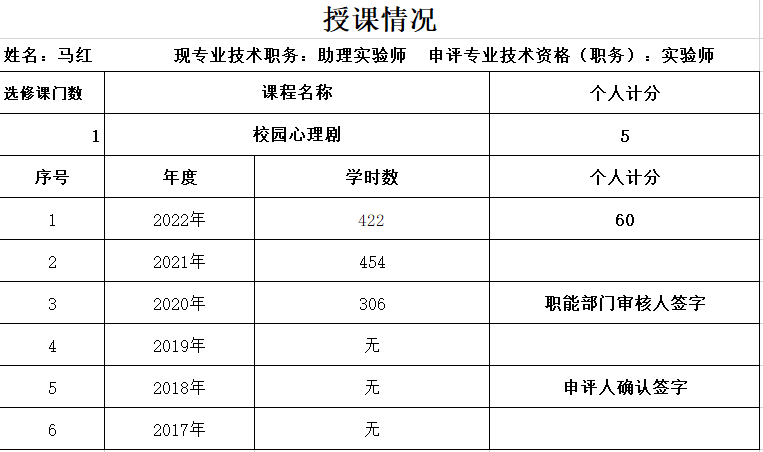 授课情况
姓名：马红 现专业技术职务：助理实验师 申评专业技术资格（职务）：实验师
选修课门数 课程名称 个人计分
1 校园心理剧 5
序号 年度 学时数 个人计分
1 2022年 422 60
2 2021年 454
3 2020年 306 职能部门审核人签字
4 2019年 无
5 2018年 无 申评人确认签字
6 2017年 无